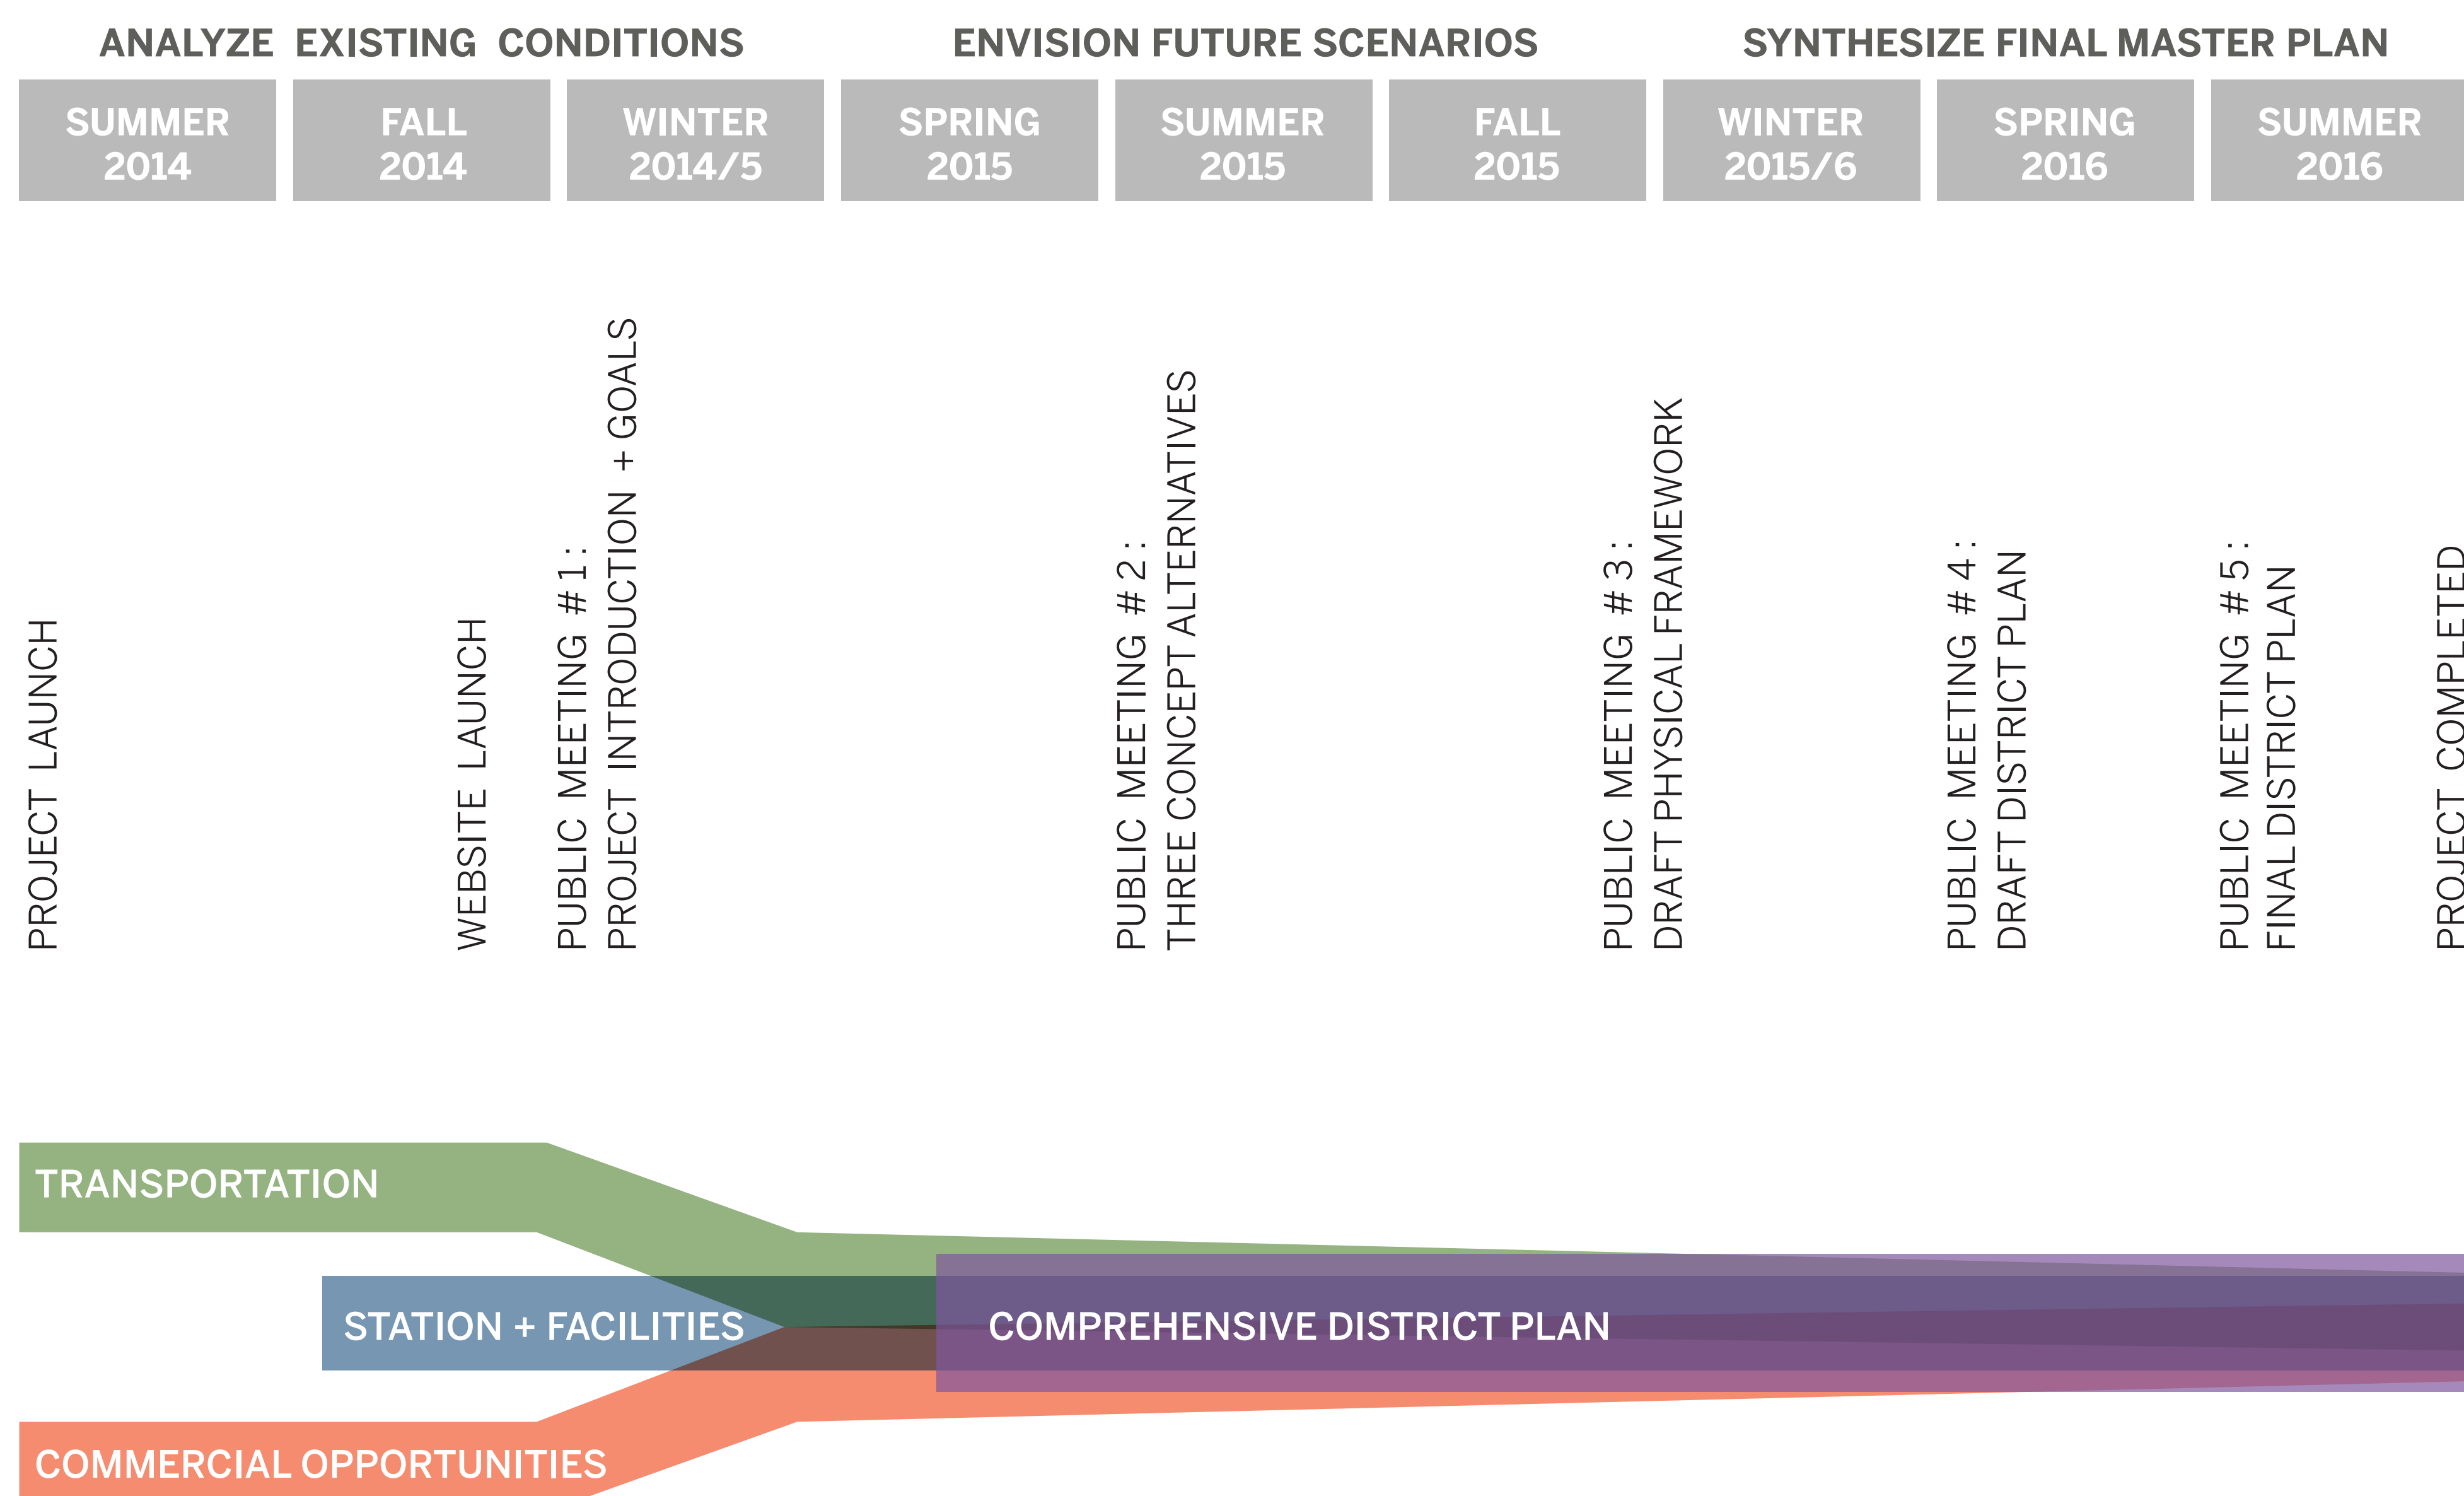 ANALYZE EXISTING CONDITIONS
ENVISION FUTURE SCENARIOS
SYNTHESIZE FINAL MASTER PLAN
SUMMER
2014
FALL
2014
WINTER
2014/5
SPRING
2015
SUMMER
2015
FALL
2015
WINTER
2015/6
SPRING
2016
SUMMER
2016
PROJECT LAUNCH
WEBSITE LAUNCH
PUBLIC MEETING #1:
PROJECT INTRODUCTION + GOALS
PUBLIC MEETING #2:
THREE CONCEPT ALTERNATIVES
PUBLIC MEETING #3:
DRAFT PHYSICAL FRAMEWORK
PUBLIC MEETING #4:
DRAFT DISTRICT PLAN
PUBLIC MEETING #5:
FINAL DISTRICT PLAN
PROJECT COMPLETED
TRANSPORTATION
STATION + FACILITIES
COMPREHENSIVE DISTRICT PLAN
COMMERCIAL OPPORTUNITIES